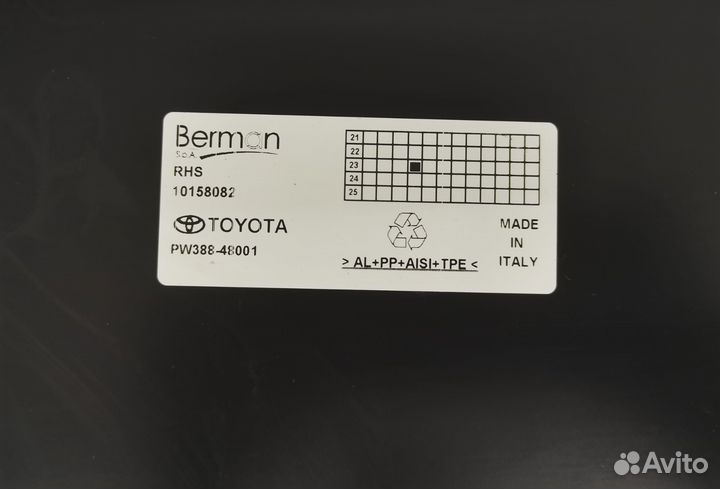 Berman
S.p.A.
RHS
10158082
TOYOTA
PW388-48001
21
22
23
24
25
> AL+PP+AISI+TPE <
MADE
IN
ITALY
Avito